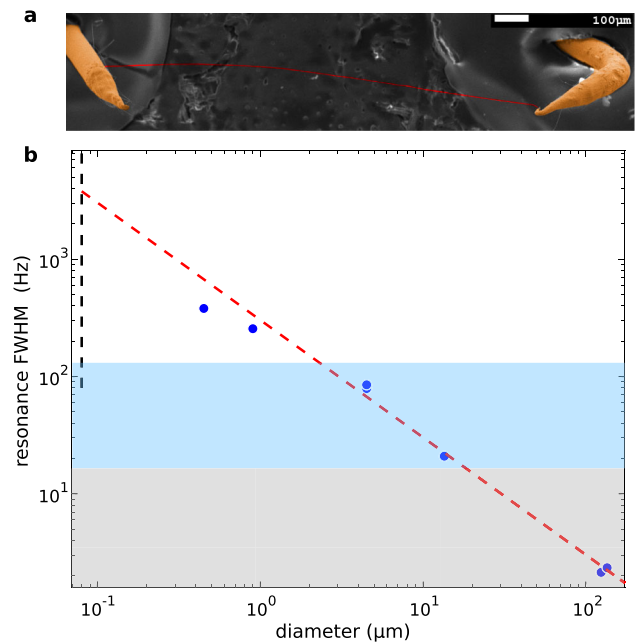 a
100µm
b
resonance FWHM (Hz)
10³
10²
10¹
10⁻¹
10⁰
10¹
10²
diameter (µm)